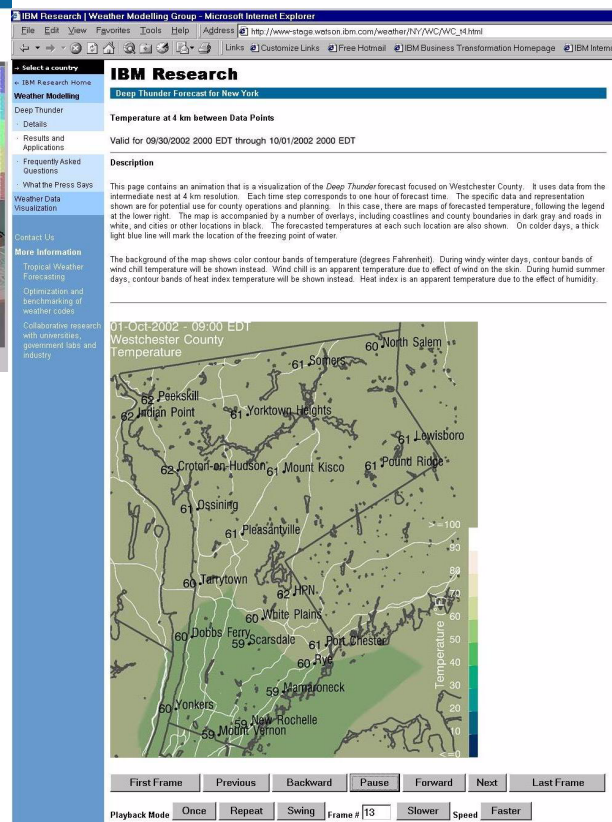 IBM Research | Weather Modelling Group - Microsoft Internet Explorer
File Edit View Favorites Tools Help Address http://www-stage.watson.ibm.com/weather/NY/WC/WC_t4.html
Links Customize Links Free Hotmail IBM Business Transformation Homepage
Select a country
IBM Research Home
Weather Modelling
Deep Thunder
Details
Results and
Applications
Frequently Asked
Questions
What the Press Says
Weather Data
Visualization
Contact Us
More Information
Tropical Weather
Forecasting
Optimization and
benchmarking of
weather codes
Collaborative research
with universities,
government labs and
industry
IBM Research
Deep Thunder Forecast for New York
Temperature at 4 km between Data Points
Valid for 09/30/2002 2000 EDT through 10/01/2002 2000 EDT
Description
This page contains an animation that is a visualization of the Deep Thunder forecast focused on Westchester County. It uses data from the
intermediate nest at 4 km resolution. Each time step corresponds to one hour of forecast time. The specific data and representation
shown are for potential use for county operations and planning. In this case, there are maps of forecasted temperature, following the legend
at the lower right. The map is accompanied by a number of overlays, including coastlines and county boundaries in dark gray and roads in
white, and cities or other locations in black. The forecasted temperatures at each such location are also shown. On colder days, a thick
light blue line will mark the location of the freezing point of water.
The background of the map shows color contour bands of temperature (degrees Fahrenheit). During windy winter days, contour bands of
wind chill temperature will be shown instead. Wind chill is an apparent temperature due to effect of wind on the skin. During humid summer
days, contour bands of heat index temperature will be shown instead. Heat index is an apparent temperature due to the effect of humidity.
01-Oct-2002 - 09:00 EDT
Westchester County
Temperature
60 North Salem
61 Somers
62 Peekskill
62 Indian Point
61 Yorktown Heights
61 Lewisboro
62 Croton-on-Hudson
61 Mount Kisco
61 Pound Ridge
61 Ossining
61 Pleasantville
60 Tarrytown
62 HPN
60 White Plains
60 Dobbs Ferry
59 Scarsdale
61 Port Chester
60 Rye
59 Mamaroneck
60 Yonkers
59 New Rochelle
59 Mount Vernon
>=100
90
80
70
60
50
40
30
20
10
<=0
Temperature (°F)
First Frame Previous Backward Pause Forward Next Last Frame
Playback Mode Once Repeat Swing Frame # 13 Slower Speed Faster